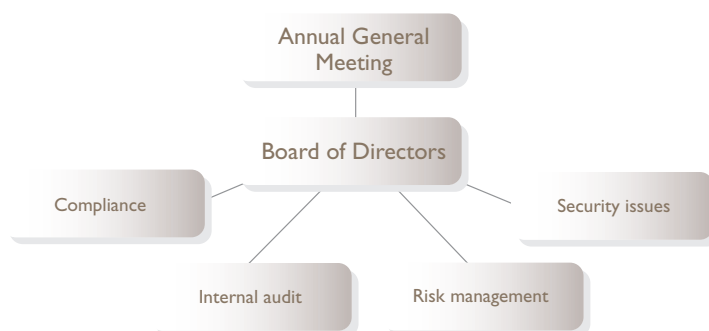 Annual General
Meeting
Board of Directors
Compliance
Security issues
Internal audit
Risk management